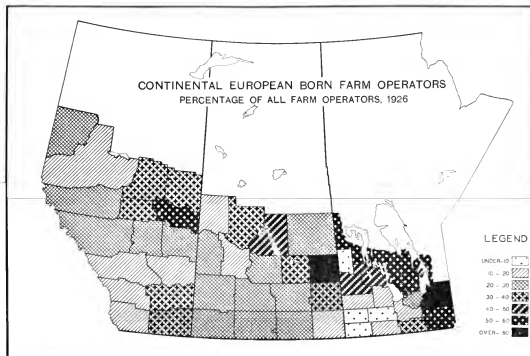 CONTINENTAL EUROPEAN BORN FARM OPERATORS
PERCENTAGE OF ALL FARM OPERATORS, 1926
LEGEND
UNDER-10
10 - 20
20 - 30
30 - 40
40 - 50
50 - 60
OVER - 60